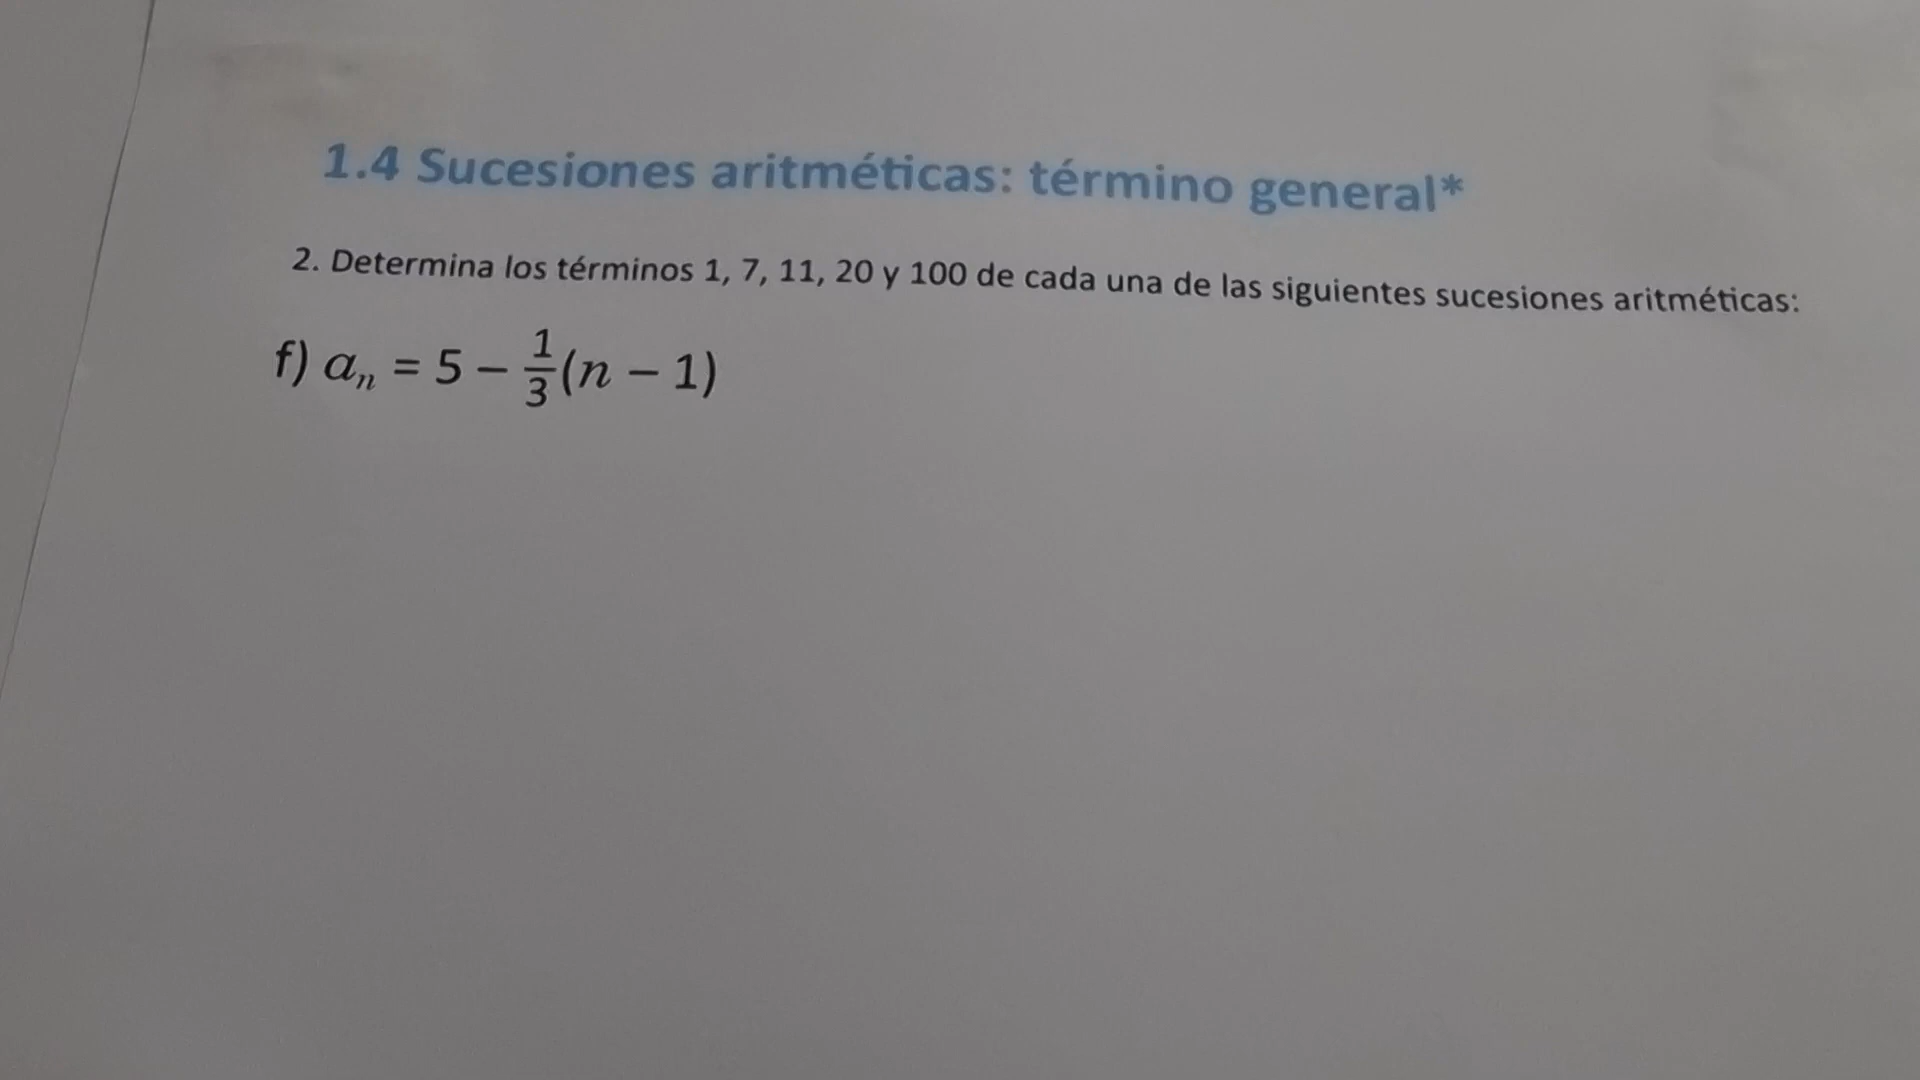 1.4 Sucesiones aritméticas: término general*
2. Determina los términos 1, 7, 11, 20 y 100 de cada una de las siguientes sucesiones aritméticas:
f) aₙ = 5 – 1/3(n – 1)